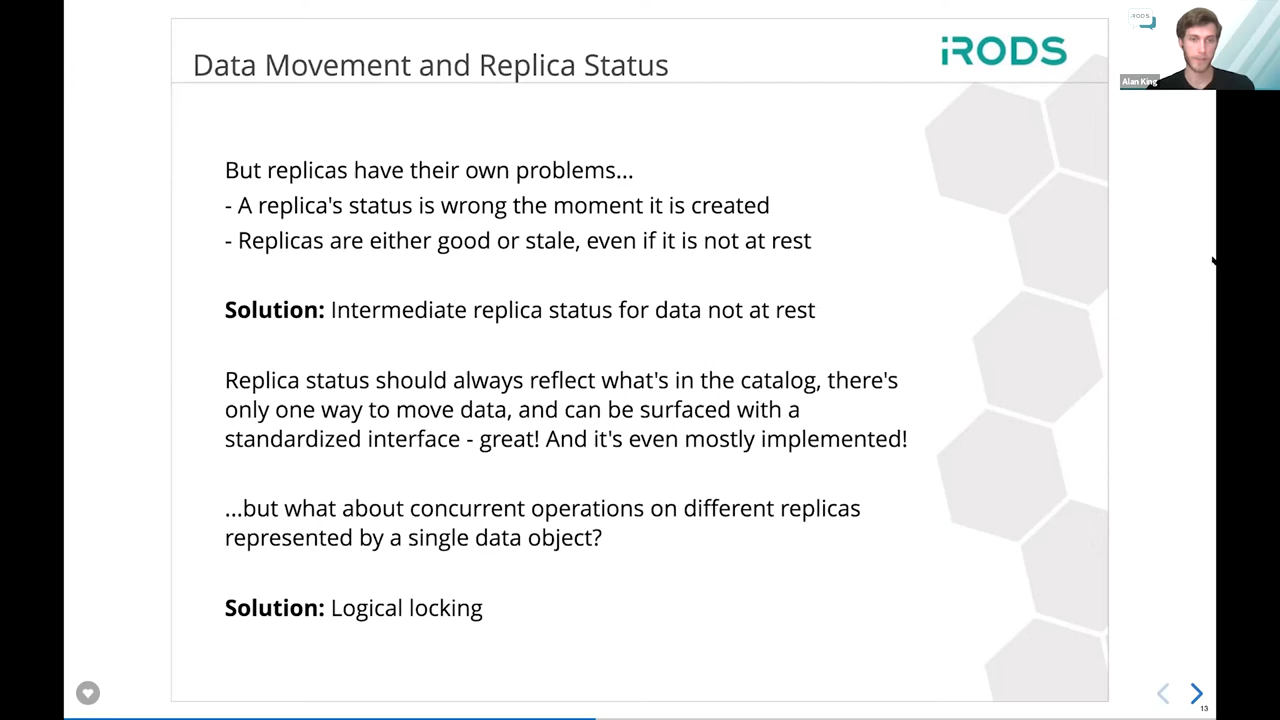 Data Movement and Replica Status
iRODS
iRODS
Alan King
But replicas have their own problems...
- A replica's status is wrong the moment it is created
- Replicas are either good or stale, even if it is not at rest
Solution: Intermediate replica status for data not at rest
Replica status should always reflect what's in the catalog, there's
only one way to move data, and can be surfaced with a
standardized interface - great! And it's even mostly implemented!
...but what about concurrent operations on different replicas
represented by a single data object?
Solution: Logical locking
13